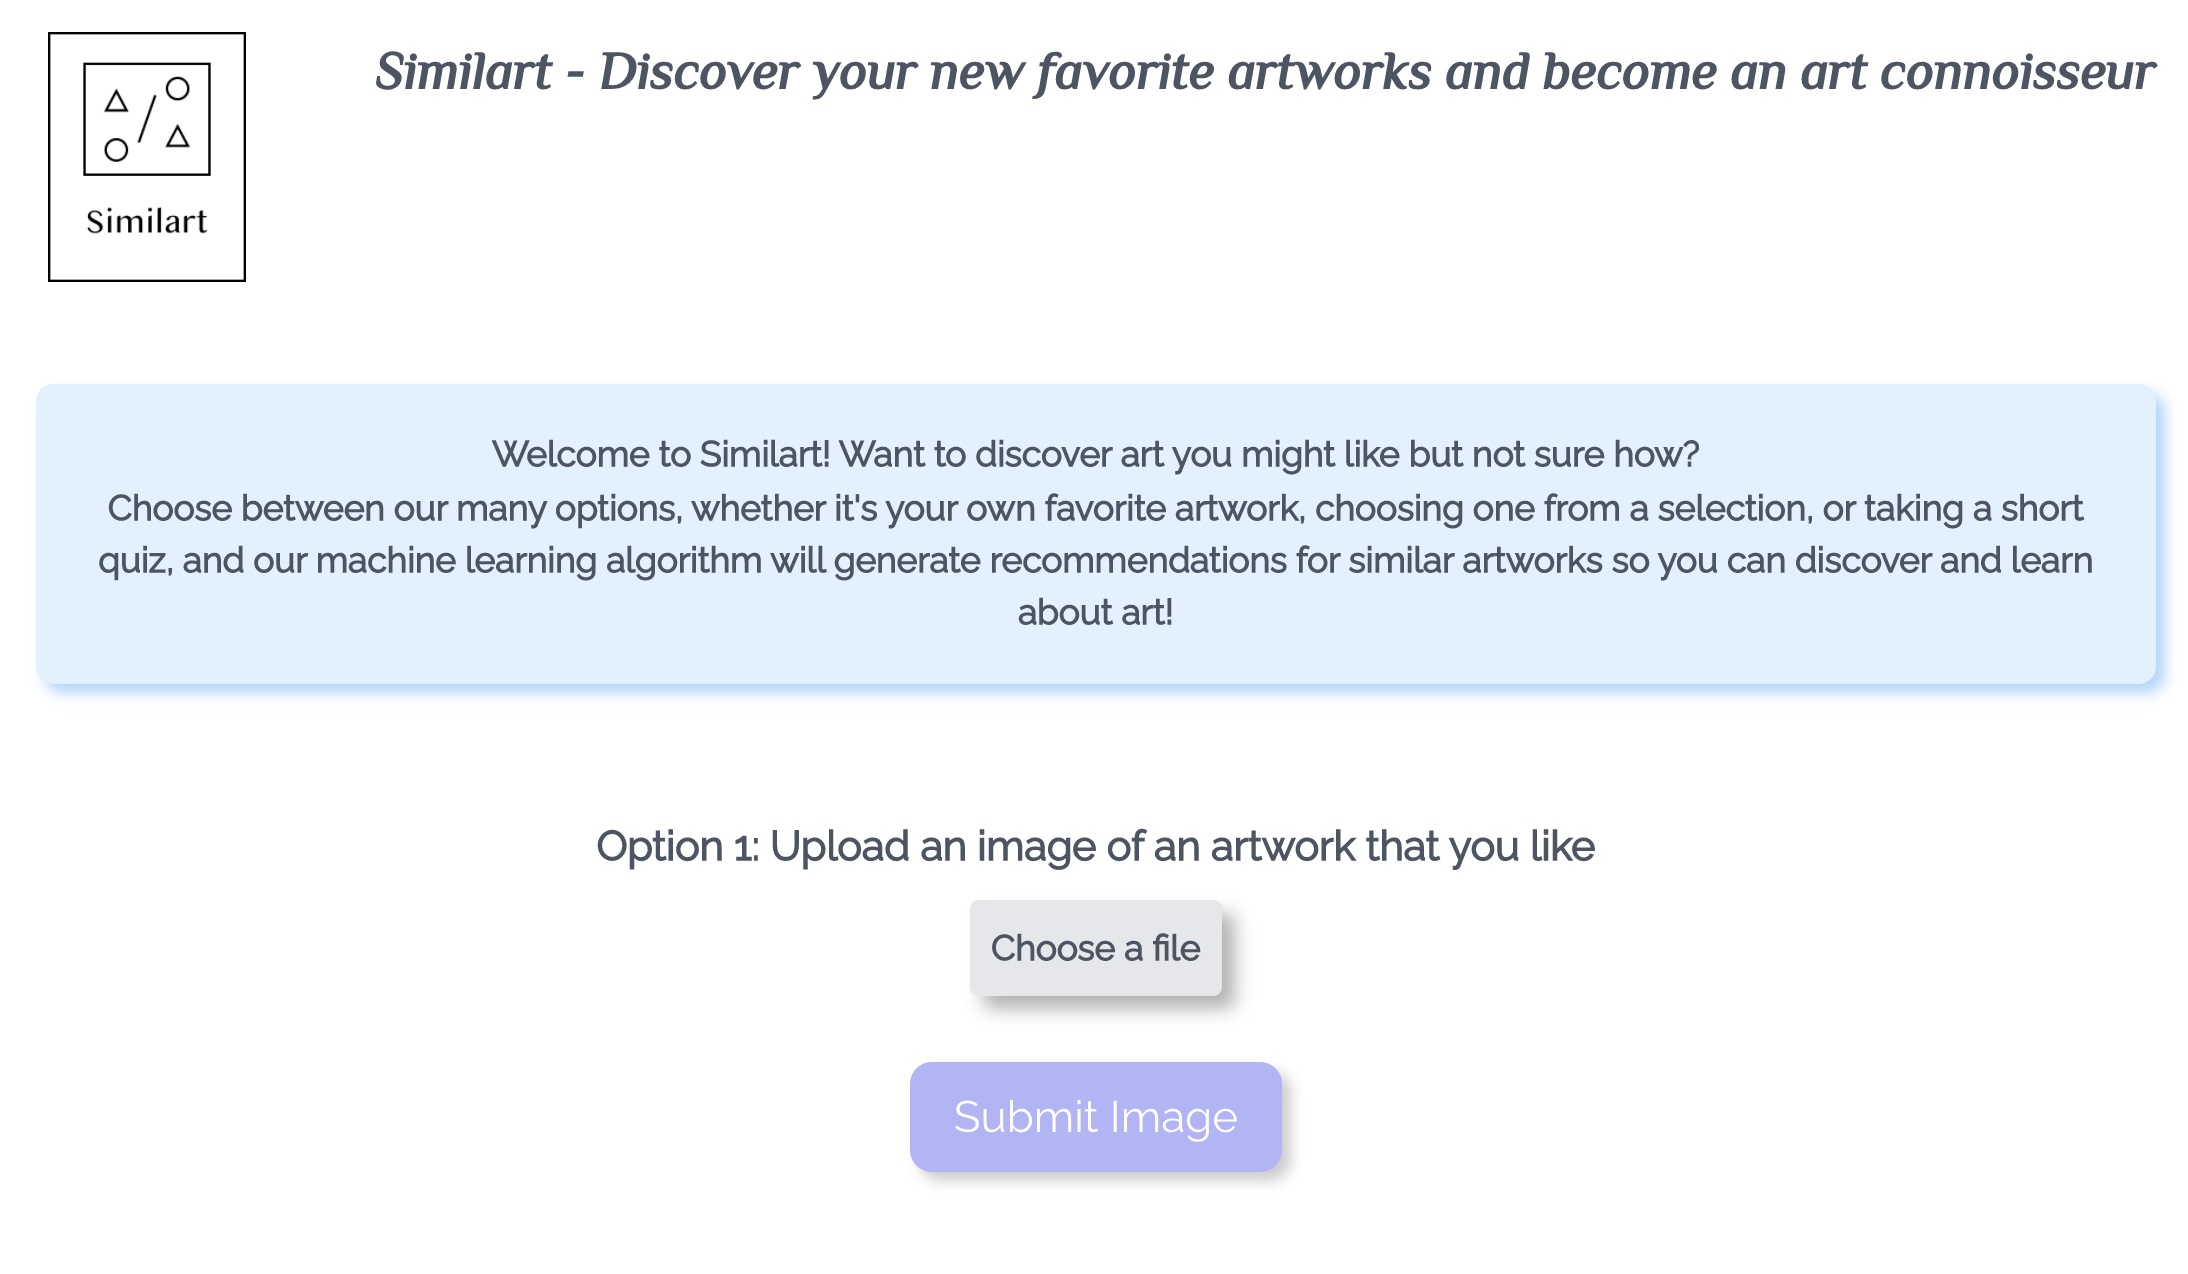 Similart
Similart - Discover your new favorite artworks and become an art connoisseur
Welcome to Similart! Want to discover art you might like but not sure how?
Choose between our many options, whether it's your own favorite artwork, choosing one from a selection, or taking a short
quiz, and our machine learning algorithm will generate recommendations for similar artworks so you can discover and learn
about art!
Option 1: Upload an image of an artwork that you like
Choose a file
Submit Image